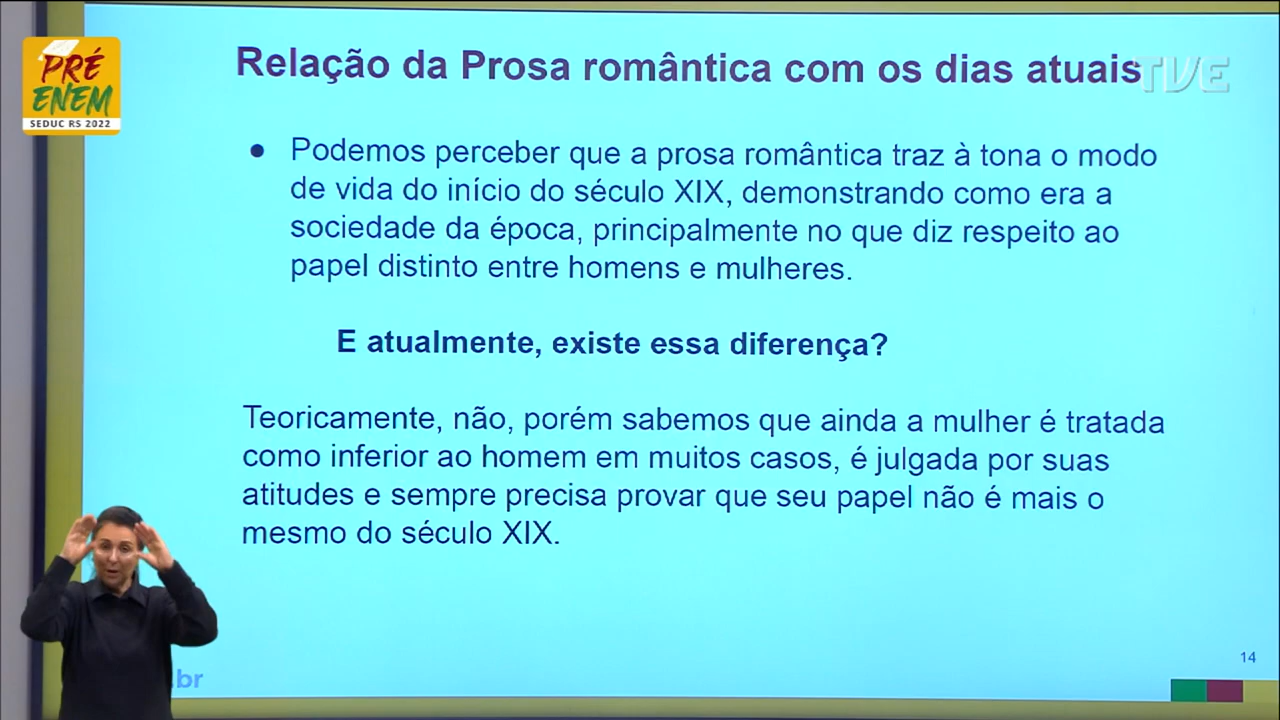 PRÉ
ENEM
SEDUC RS 2022
Relação da Prosa romântica com os dias atuais
TVE
● Podemos perceber que a prosa romântica traz à tona o modo
de vida do início do século XIX, demonstrando como era a
sociedade da época, principalmente no que diz respeito ao
papel distinto entre homens e mulheres.
E atualmente, existe essa diferença?
Teoricamente, não, porém sabemos que ainda a mulher é tratada
como inferior ao homem em muitos casos, é julgada por suas
atitudes e sempre precisa provar que seu papel não é mais o
mesmo do século XIX.
.br
14